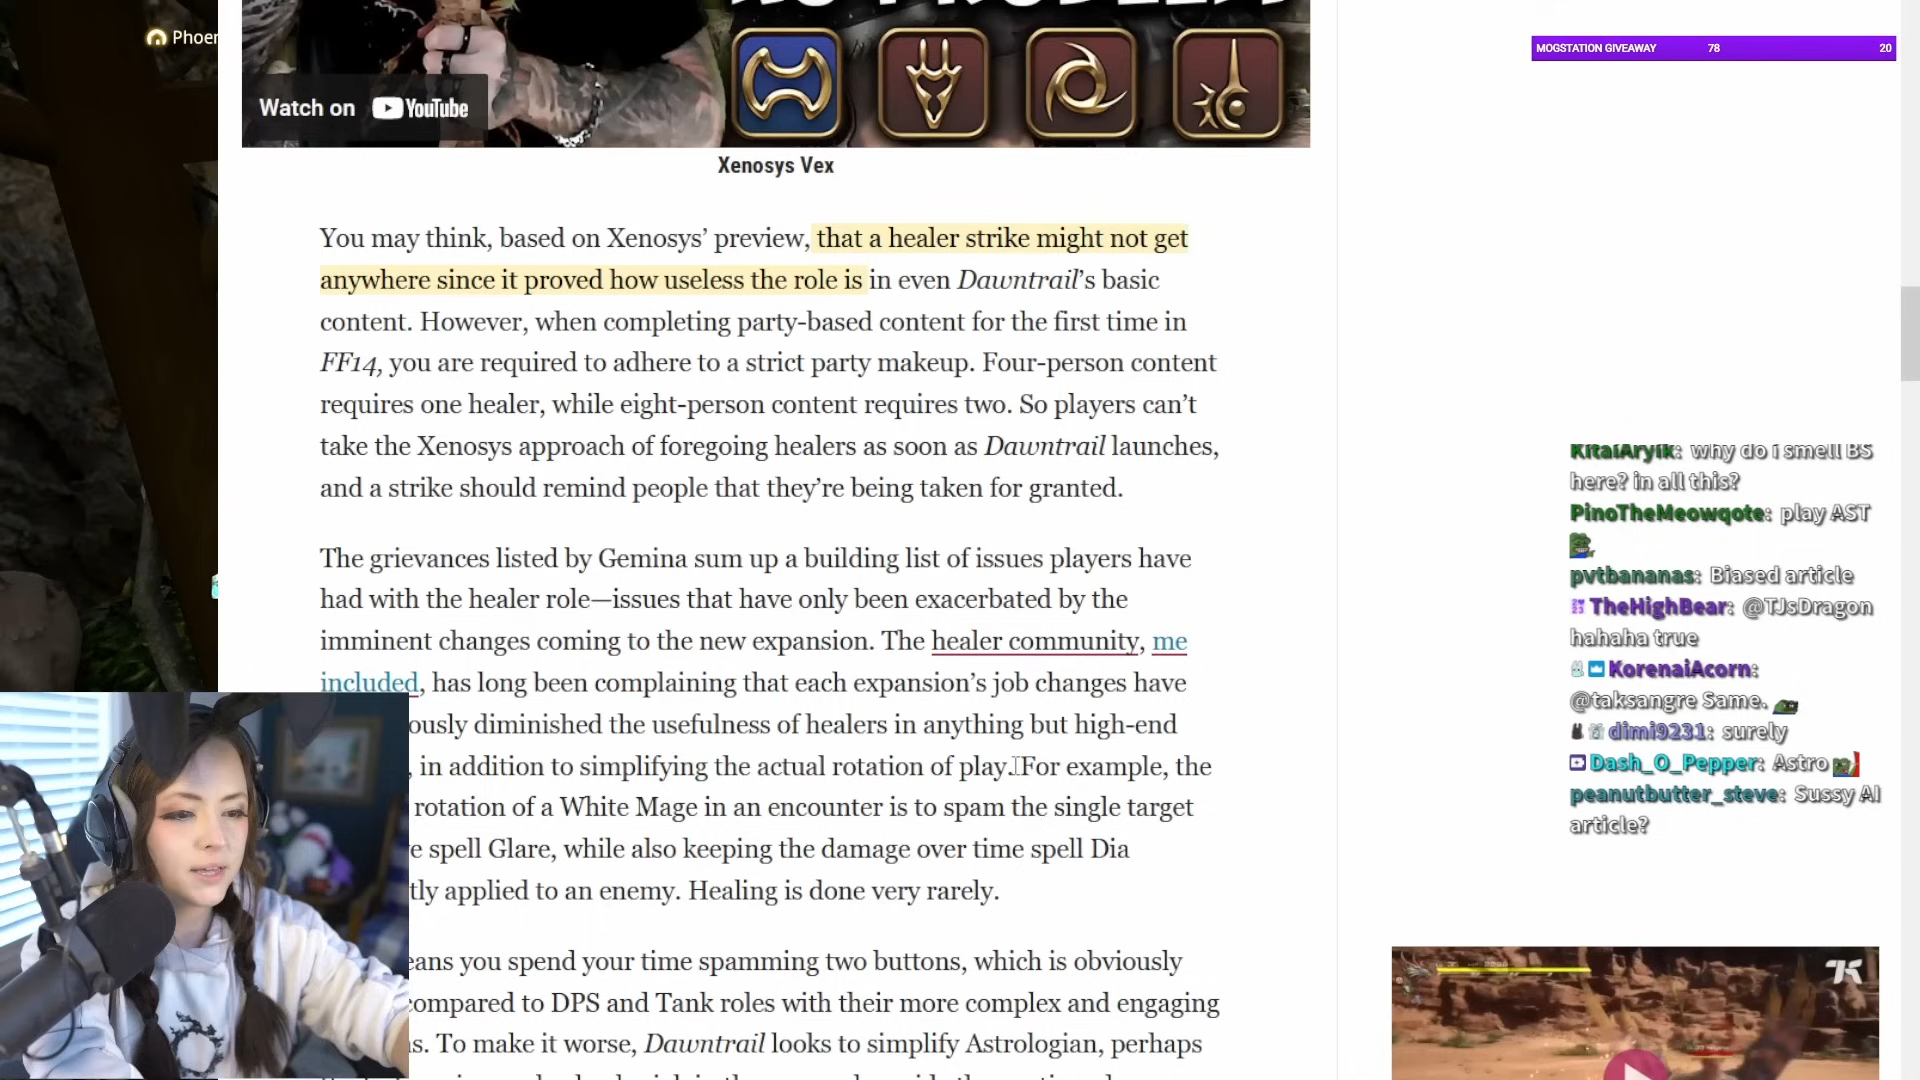 Phoen
MOGSTATION GIVEAWAY 78 20
Watch on YouTube
Xenosys Vex
You may think, based on Xenosys’ preview, that a healer strike might not get
anywhere since it proved how useless the role is in even Dawntrail’s basic
content. However, when completing party-based content for the first time in
FF14, you are required to adhere to a strict party makeup. Four-person content
requires one healer, while eight-person content requires two. So players can’t
take the Xenosys approach of foregoing healers as soon as Dawntrail launches,
and a strike should remind people that they’re being taken for granted.
The grievances listed by Gemina sum up a building list of issues players have
had with the healer role—issues that have only been exacerbated by the
imminent changes coming to the new expansion. The healer community, me
included, has long been complaining that each expansion’s job changes have
ously diminished the usefulness of healers in anything but high-end
, in addition to simplifying the actual rotation of play. For example, the
rotation of a White Mage in an encounter is to spam the single target
e spell Glare, while also keeping the damage over time spell Dia
tly applied to an enemy. Healing is done very rarely.
eans you spend your time spamming two buttons, which is obviously
compared to DPS and Tank roles with their more complex and engaging
s. To make it worse, Dawntrail looks to simplify Astrologian, perhaps
KitaiAryik: why do i smell BS
here? in all this?
PinoTheMeowqote: play AST
pvtbananas: Biased article
TheHighBear: @TJsDragon
hahaha true
KorenaiAcorn:
@taksangre Same.
dimi9231: surely
Dash_O_Pepper: Astro
peanutbutter_steve: Sussy AI
article?